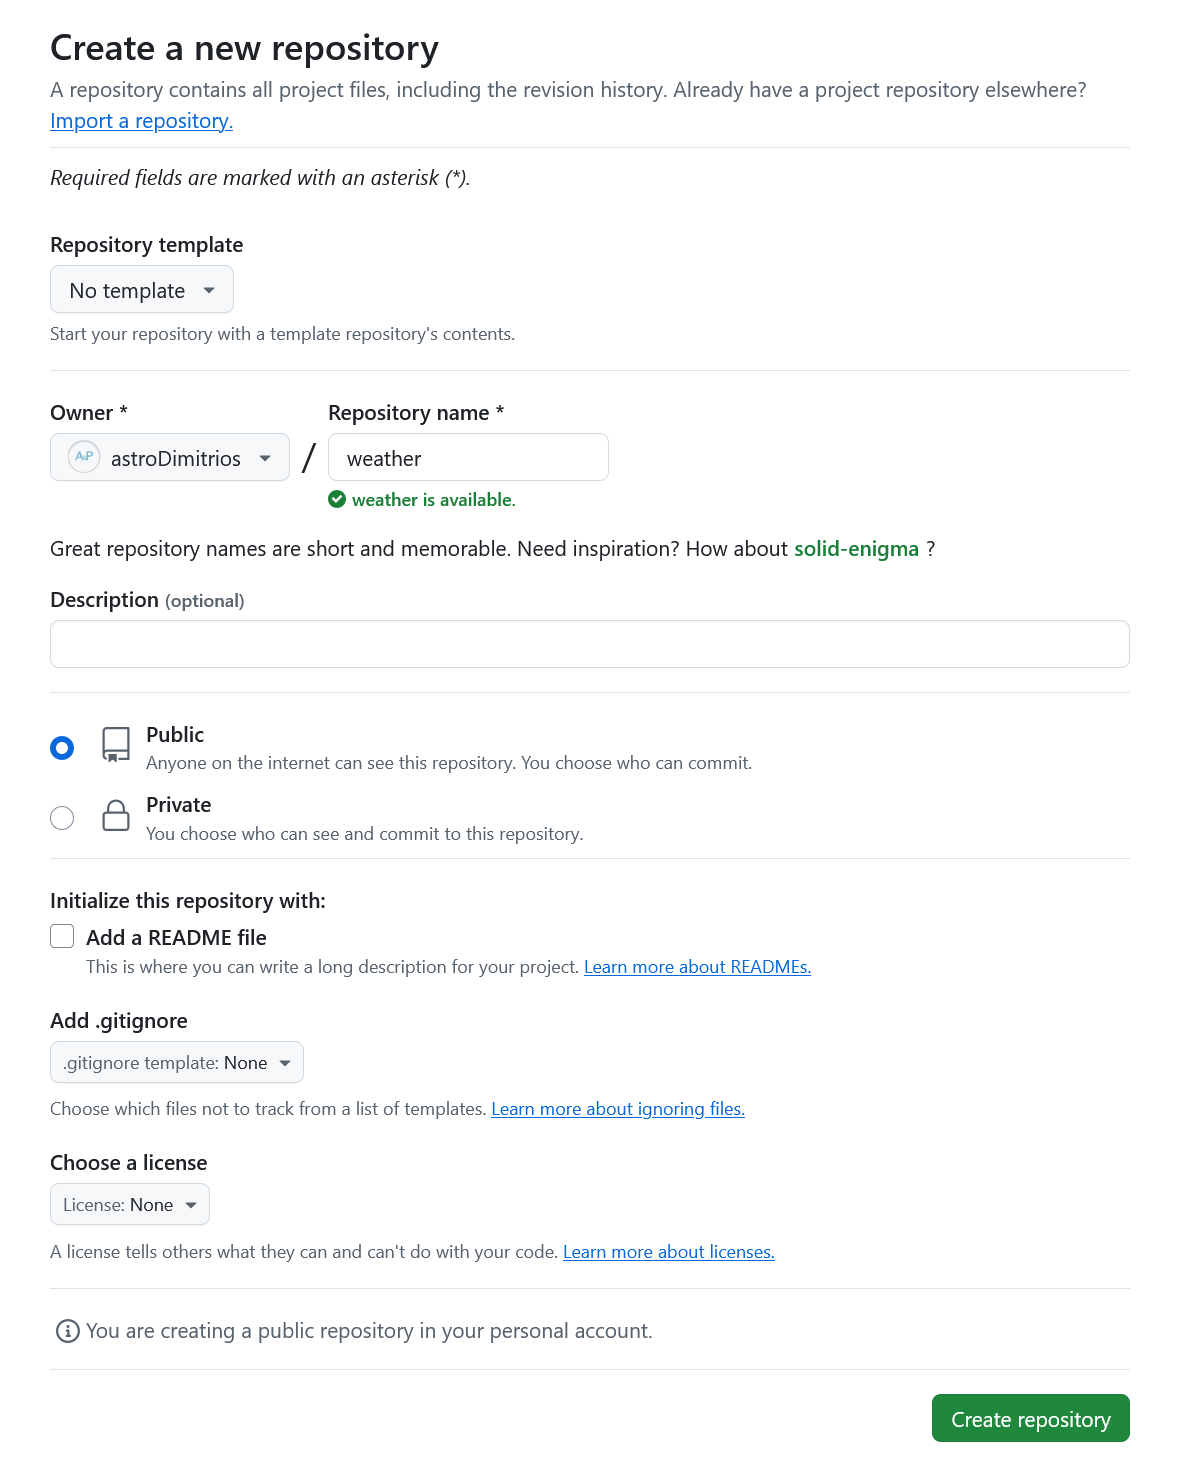 Create a new repository
A repository contains all project files, including the revision history. Already have a project repository elsewhere?
Import a repository.
Required fields are marked with an asterisk (*).
Repository template
No template
Start your repository with a template repository's contents.
Owner *
Repository name *
A&P astroDimitrios / weather
weather is available.
Great repository names are short and memorable. Need inspiration? How about solid-enigma ?
Description (optional)
Public
Anyone on the internet can see this repository. You choose who can commit.
Private
You choose who can see and commit to this repository.
Initialize this repository with:
Add a README file
This is where you can write a long description for your project. Learn more about READMEs.
Add .gitignore
.gitignore template: None
Choose which files not to track from a list of templates. Learn more about ignoring files.
Choose a license
License: None
A license tells others what they can and can't do with your code. Learn more about licenses.
You are creating a public repository in your personal account.
Create repository